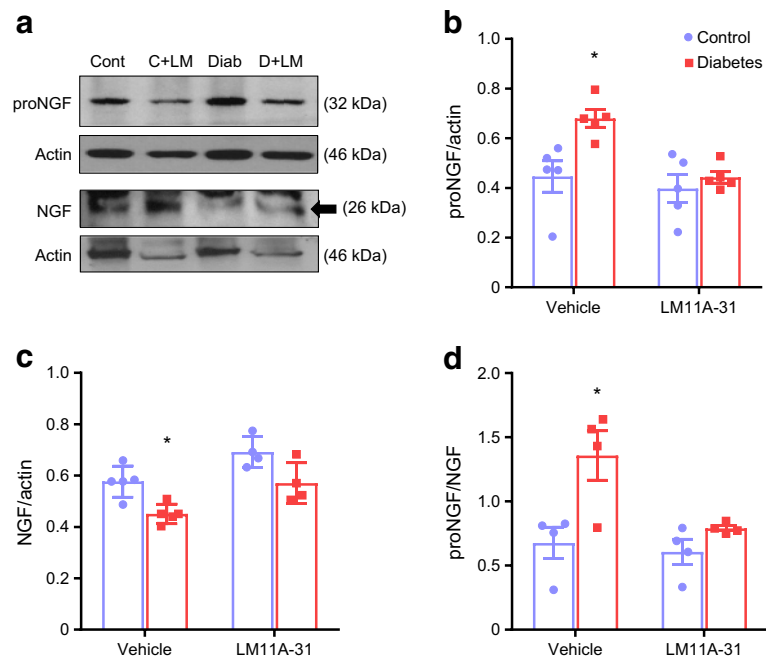 a
Cont C+LM Diab D+LM
proNGF (32 kDa)
Actin (46 kDa)
NGF (26 kDa)
Actin (46 kDa)
b
1.0
0.8
0.6
0.4
0.2
0
proNGF/actin
*
Control
Diabetes
Vehicle LM11A-31
c
1.0
0.8
0.6
0.4
0.2
0
NGF/actin
*
Vehicle LM11A-31
d
2.0
1.5
1.0
0.5
0
proNGF/NGF
*
Vehicle LM11A-31